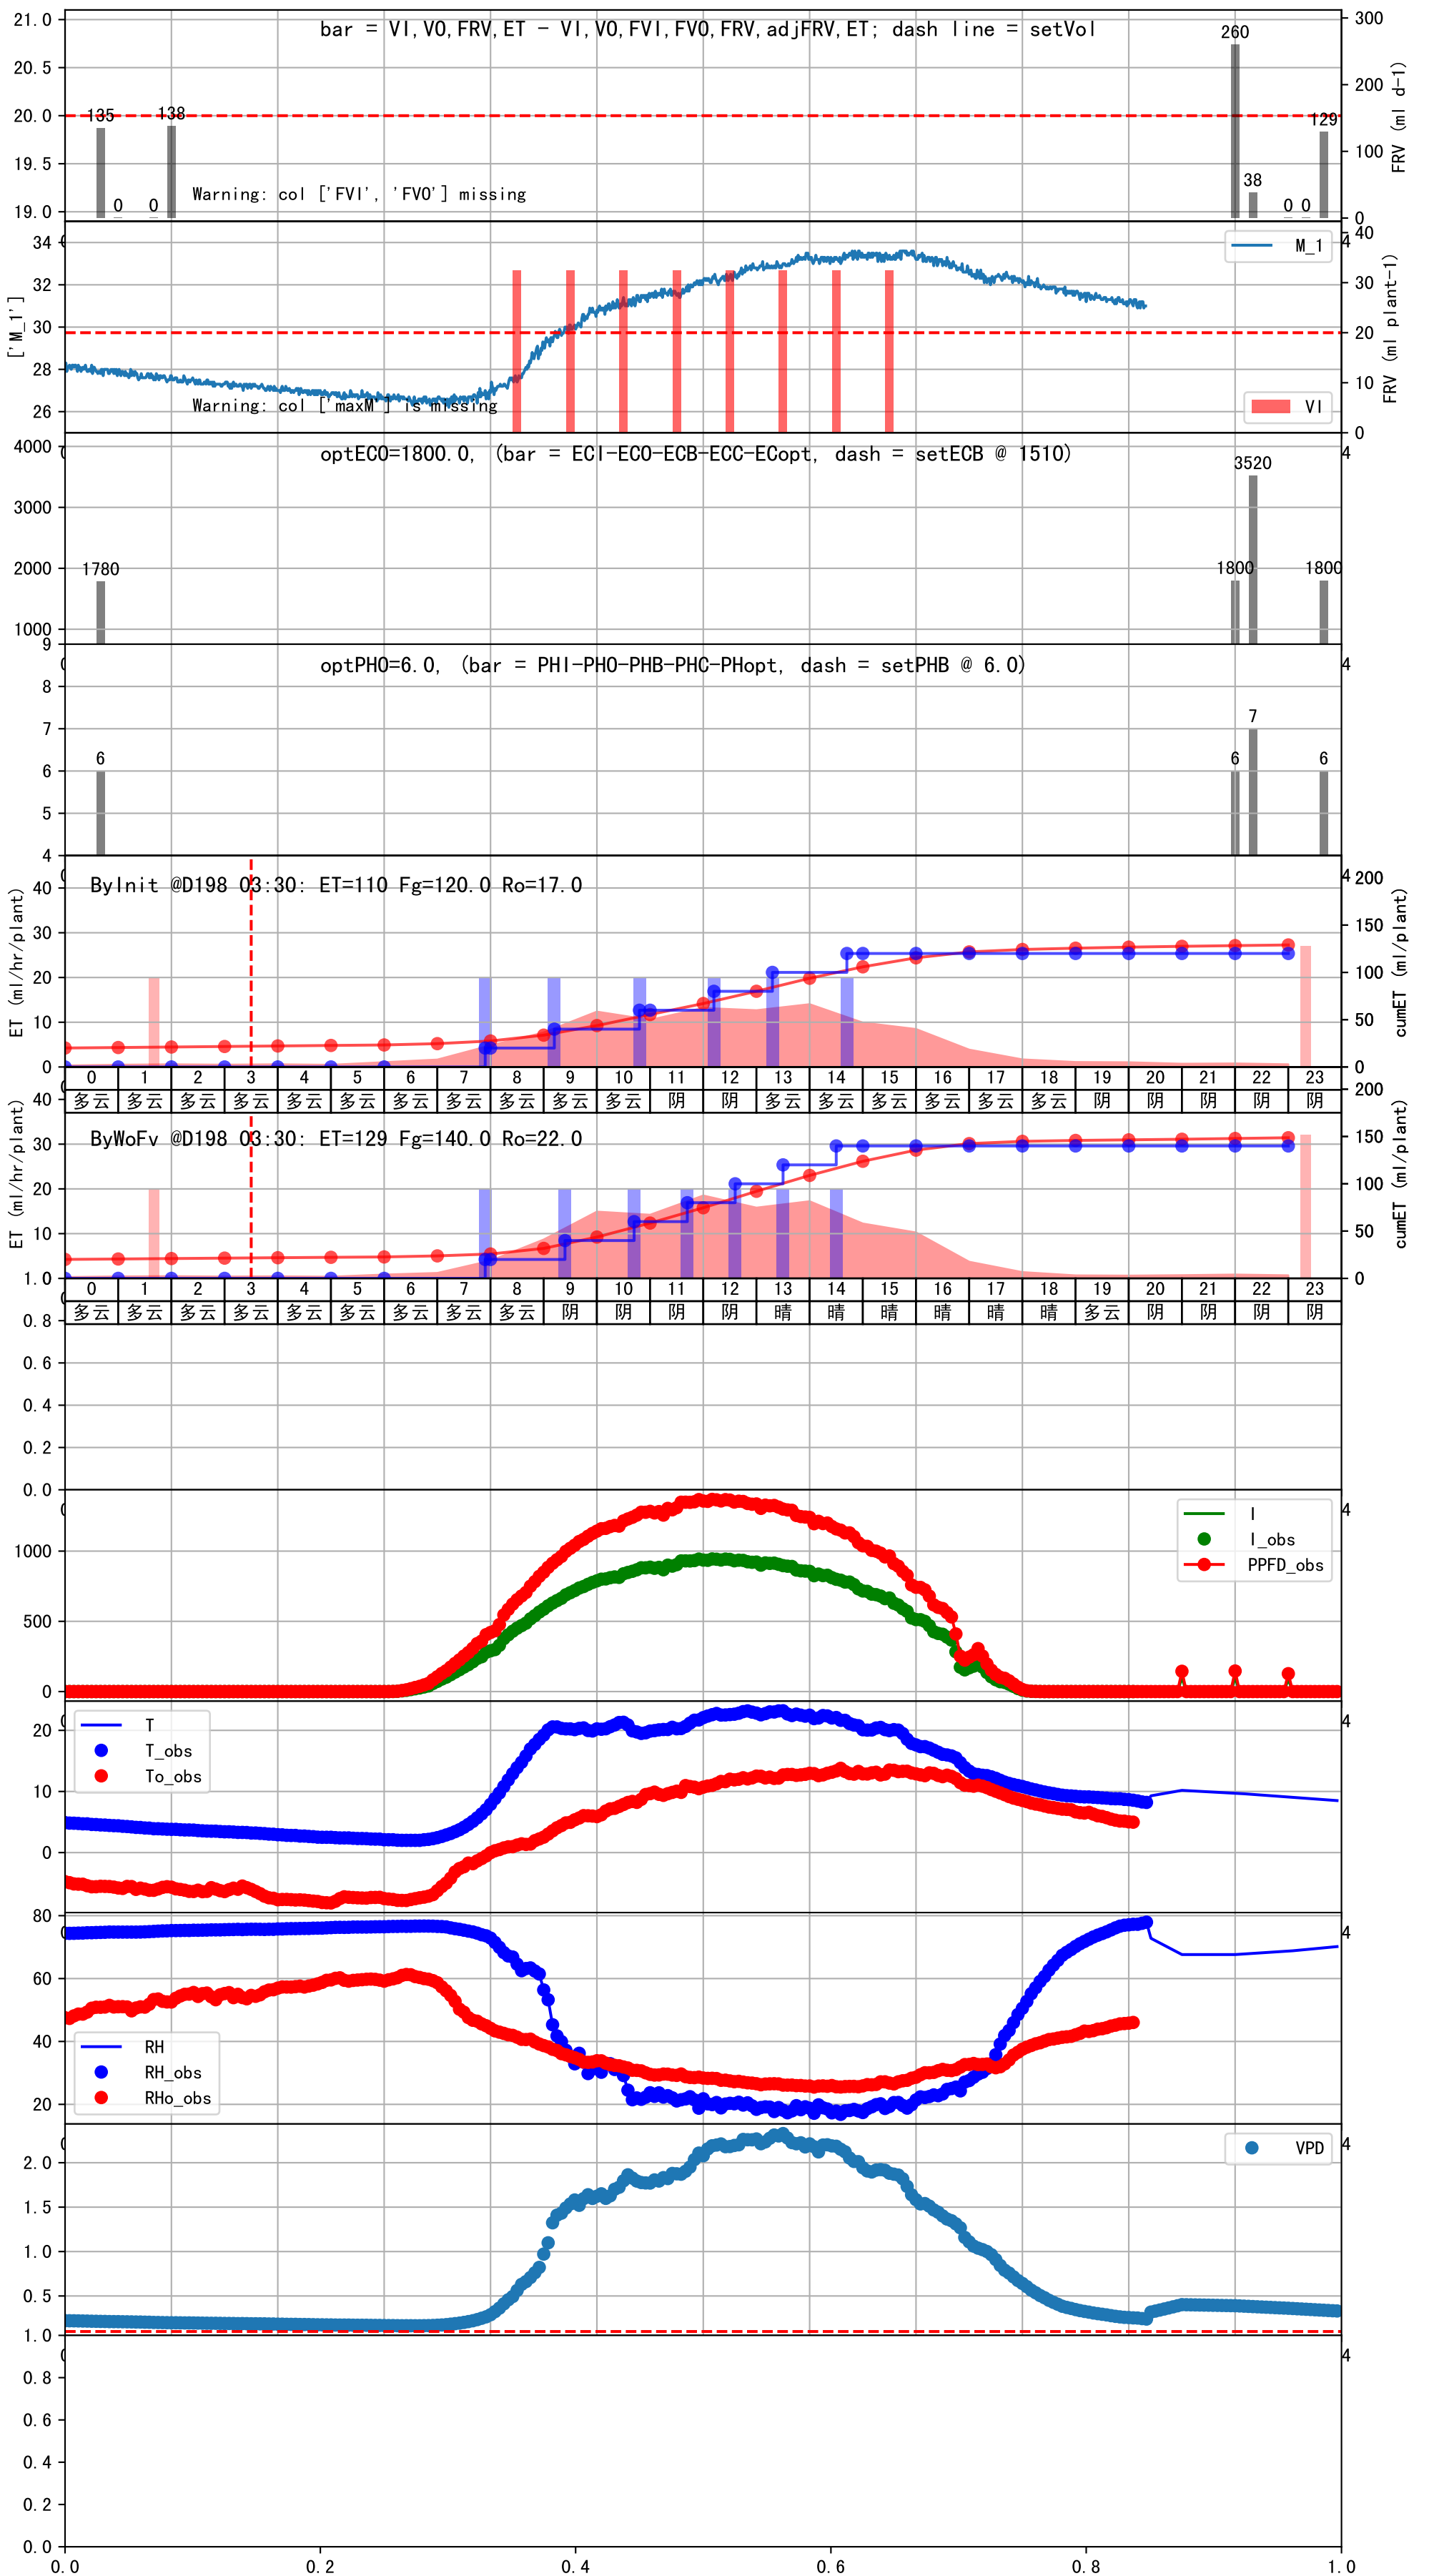 bar = VI,VO,FRV,ET - VI,VO,FVI,FVO,FRV,adjFRV,ET; dash line = setVol
21.0
20.5
20.0
19.5
19.0
300
200
100
0
FRV (ml d-1)
135
0
0
138
260
38
0
0
129
Warning: col ['FVI', 'FVO'] missing
34
32
30
28
26
['M_1']
M_1
40
30
20
10
0
FRV (ml plant-1)
VI
Warning: col ['maxM'] is missing
optECO=1800.0, (bar = ECI-ECO-ECB-ECC-ECopt, dash = setECB @ 1510)
4000
3000
2000
1000
1780
1800
3520
1800
optPHO=6.0, (bar = PHI-PHO-PHB-PHC-PHopt, dash = setPHB @ 6.0)
9
8
7
6
5
4
6
6
7
6
ByInit @D198 03:30: ET=110 Fg=120.0 Ro=17.0
40
30
20
10
0
ET (ml/hr/plant)
200
150
100
50
0
cumET (ml/plant)
0 1 2 3 4 5 6 7 8 9 10 11 12 13 14 15 16 17 18 19 20 21 22 23
多云 多云 多云 多云 多云 多云 多云 多云 多云 多云 多云 阴 阴 多云 多云 多云 多云 多云 多云 阴 阴 阴 阴 阴
ByWoFv @D198 03:30: ET=129 Fg=140.0 Ro=22.0
40
30
20
10
ET (ml/hr/plant)
200
150
100
50
0
cumET (ml/plant)
0 1 2 3 4 5 6 7 8 9 10 11 12 13 14 15 16 17 18 19 20 21 22 23
多云 多云 多云 多云 多云 多云 多云 多云 多云 阴 阴 阴 阴 晴 晴 晴 晴 晴 晴 多云 阴 阴 阴 阴
1.0
0.8
0.6
0.4
0.2
0.0
1000
500
0
I
I_obs
PPFD_obs
20
10
0
T
T_obs
To_obs
80
60
40
20
RH
RH_obs
RHo_obs
2.0
1.5
1.0
0.5
VPD
1.0
0.8
0.6
0.4
0.2
0.0
0.0 0.2 0.4 0.6 0.8 1.0